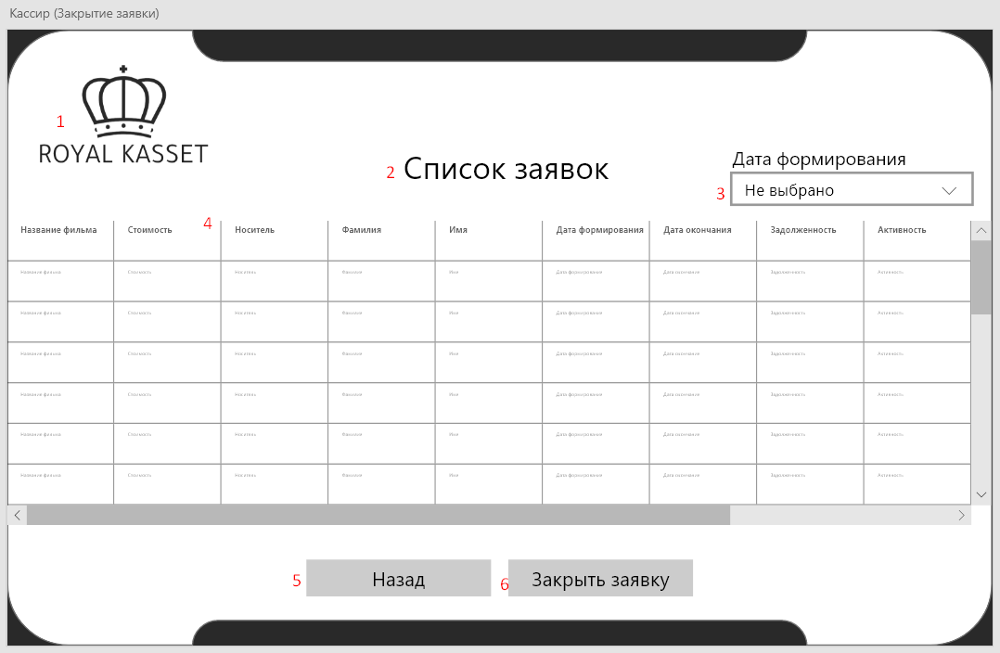 Кассир (Закрытие заявки)
1
ROYAL KASSET
2 Список заявок
Дата формирования
3 Не выбрано
4
Название фильма Стоимость Носитель Фамилия Имя Дата формирования Дата окончания Задолженность Активность
Название фильма Стоимость Носитель Фамилия Имя Дата формирования Дата окончания Задолженность Активность
Название фильма Стоимость Носитель Фамилия Имя Дата формирования Дата окончания Задолженность Активность
Название фильма Стоимость Носитель Фамилия Имя Дата формирования Дата окончания Задолженность Активность
Название фильма Стоимость Носитель Фамилия Имя Дата формирования Дата окончания Задолженность Активность
Название фильма Стоимость Носитель Фамилия Имя Дата формирования Дата окончания Задолженность Активность
Название фильма Стоимость Носитель Фамилия Имя Дата формирования Дата окончания Задолженность Активность
5 Назад 6 Закрыть заявку